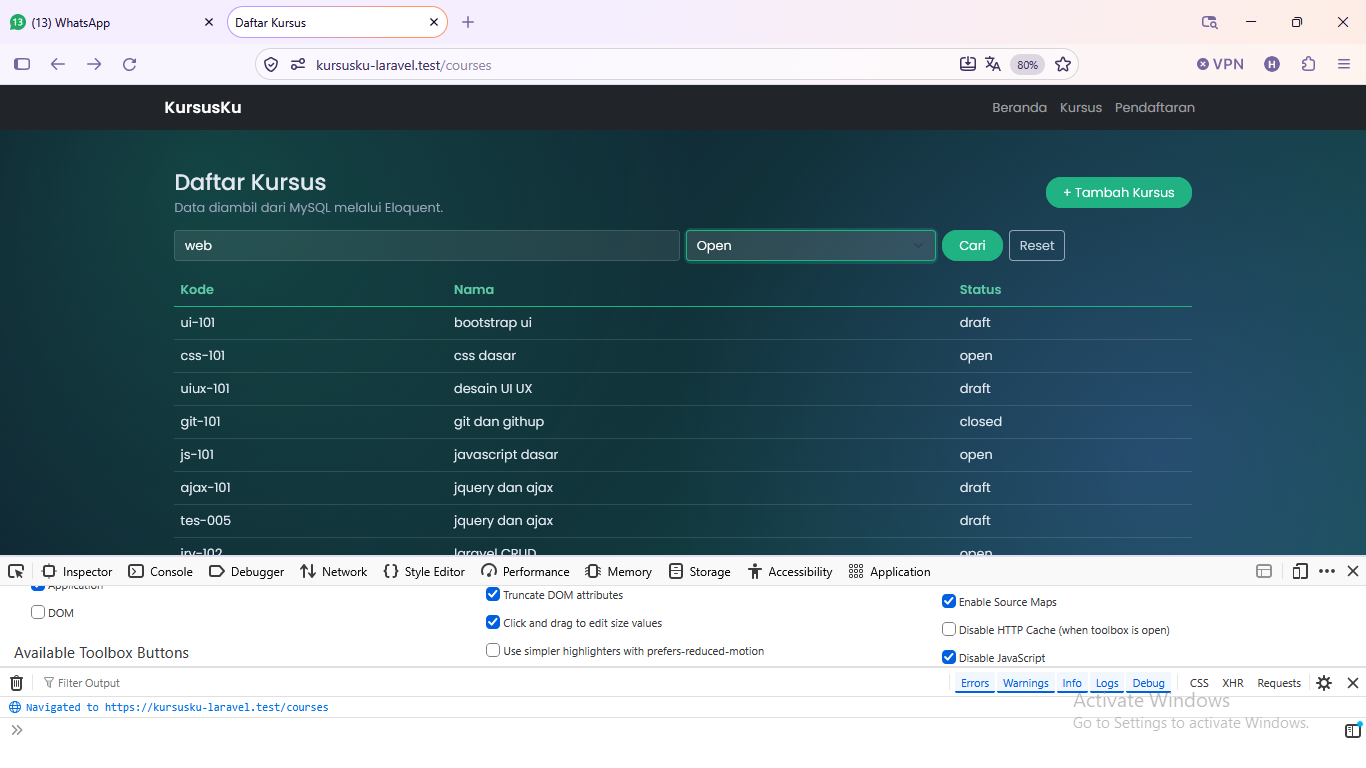 13 (13) WhatsApp
Daftar Kursus
kursusku-laravel.test/courses
80%
VPN
H
KursusKu
Beranda Kursus Pendaftaran
Daftar Kursus
Data diambil dari MySQL melalui Eloquent.
+ Tambah Kursus
web Open Cari Reset
Kode Nama Status
ui-101 bootstrap ui draft
css-101 css dasar open
uiux-101 desain UI UX draft
git-101 git dan githup closed
js-101 javascript dasar open
ajax-101 jquery dan ajax draft
tes-005 jquery dan ajax draft
lrv-102 laravel CRUD open
Inspector Console Debugger Network Style Editor Performance Memory Storage Accessibility Application
Application
DOM
Available Toolbox Buttons
Truncate DOM attributes
Click and drag to edit size values
Use simpler highlighters with prefers-reduced-motion
Enable Source Maps
Disable HTTP Cache (when toolbox is open)
Disable JavaScript
Filter Output
Errors Warnings Info Logs Debug CSS XHR Requests
Navigated to https://kursusku-laravel.test/courses
Activate Windows
Go to Settings to activate Windows.